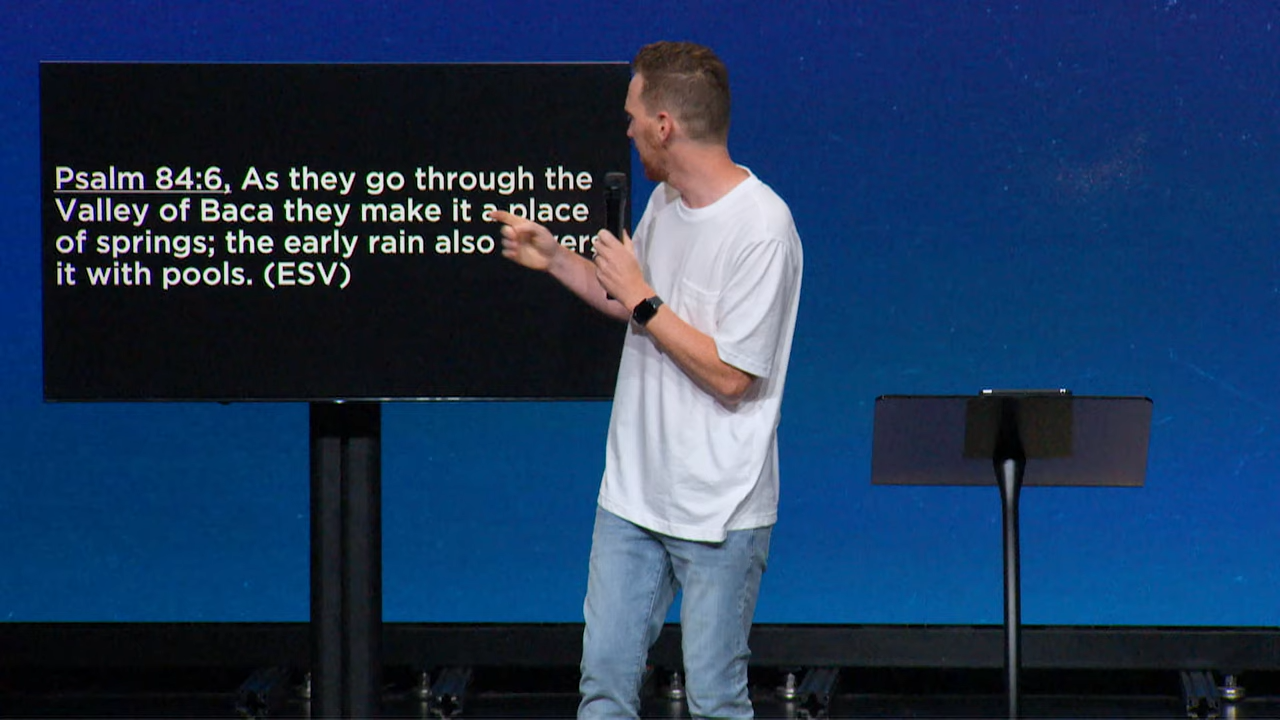 Psalm 84:6, As they go through the
Valley of Baca they make it a place
of springs; the early rain also
it with pools. (ESV)